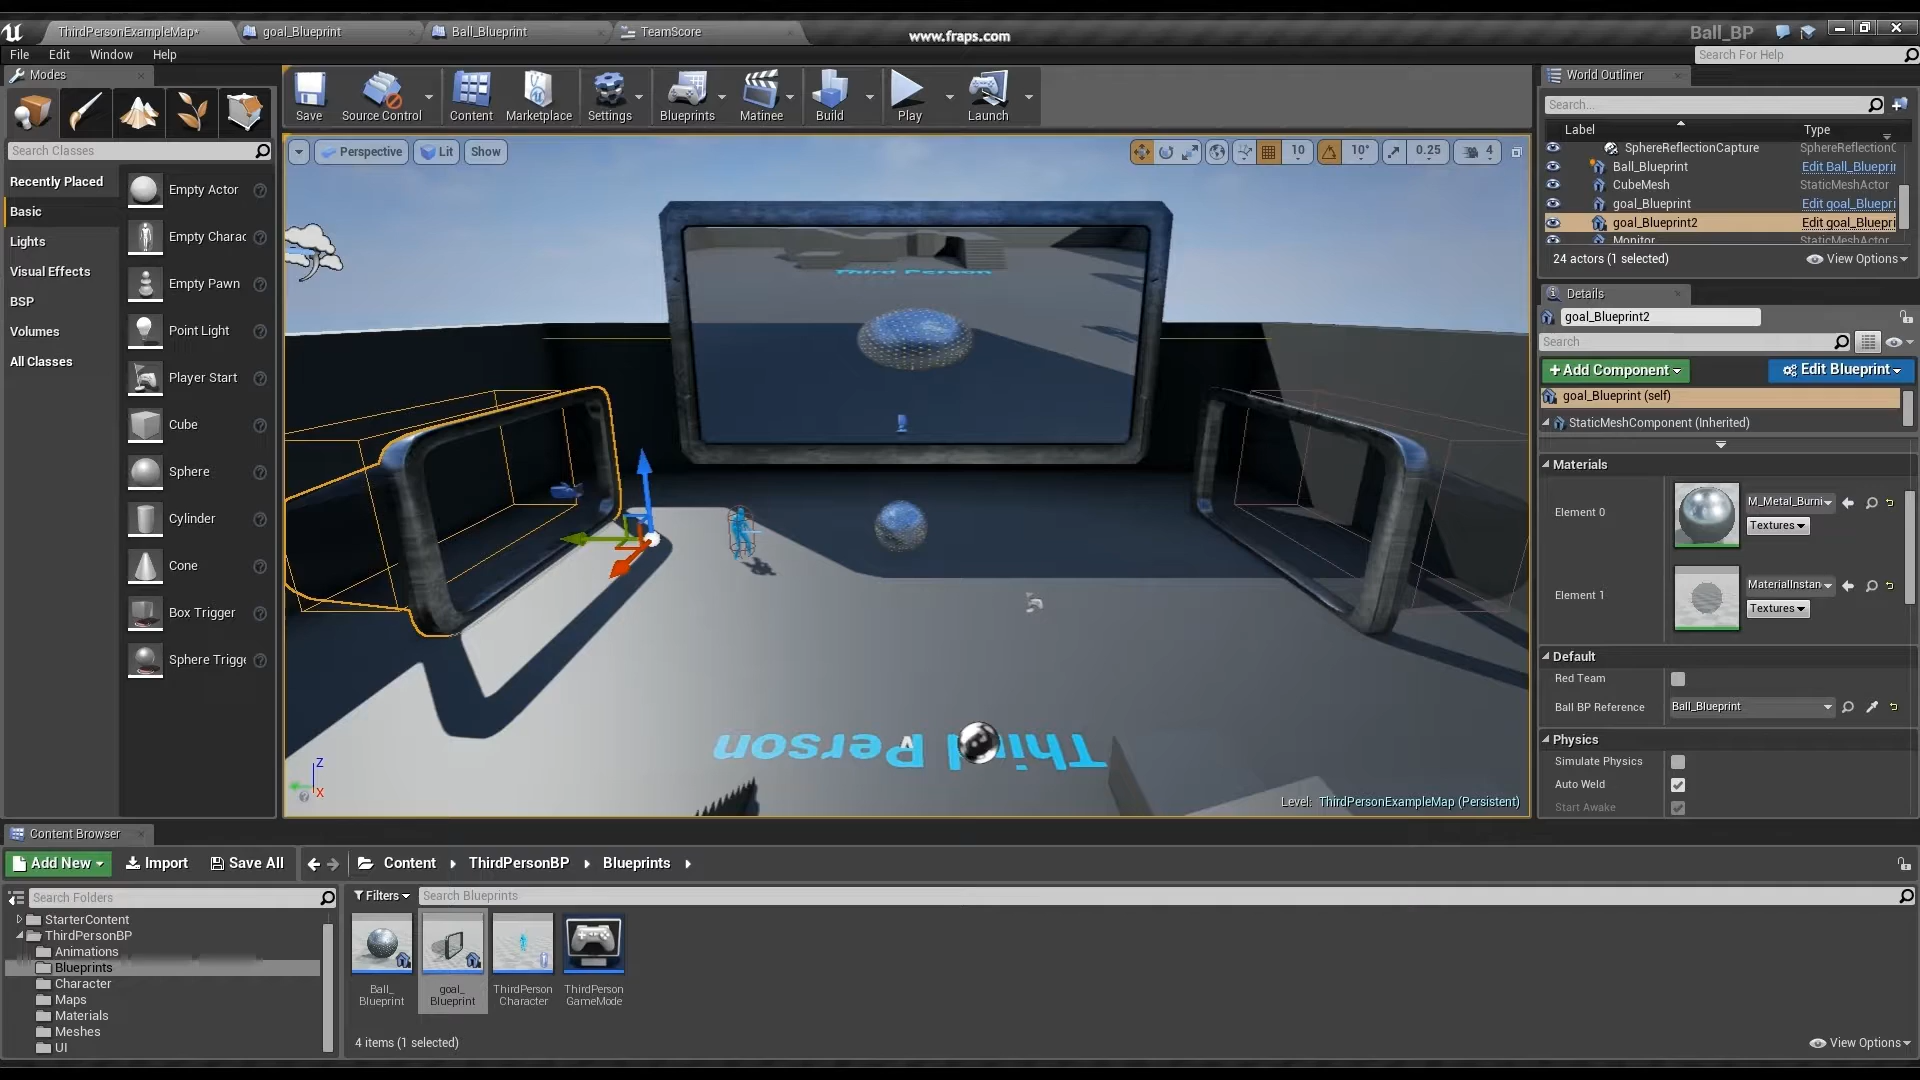 ThirdPersonExampleMap*
goal_Blueprint
Ball_Blueprint
TeamScore
www.fraps.com
Ball_BP
File Edit Window Help
Search For Help
Modes
Save
Source Control
Content
Marketplace
Settings
Blueprints
Matinee
Build
Play
Launch
World Outliner
Search...
Label Type
SphereReflectionCapture SphereReflectionC
Ball_Blueprint Edit Ball_Blueprir
CubeMesh StaticMeshActor
goal_Blueprint Edit goal_Bluepri
goal_Blueprint2 Edit goal_Bluepri
Monitor StaticMeshActor
24 actors (1 selected)
View Options
Search Classes
Recently Placed
Basic
Lights
Visual Effects
BSP
Volumes
All Classes
Empty Actor
Empty Charac
Empty Pawn
Point Light
Player Start
Cube
Sphere
Cylinder
Cone
Box Trigger
Sphere Trigge
Perspective
Lit
Show
10
10°
0.25
4
Third Person
Third Person
Z
X
Level: ThirdPersonExampleMap (Persistent)
Details
goal_Blueprint2
Search
+Add Component
Edit Blueprint
goal_Blueprint (self)
StaticMeshComponent (Inherited)
Materials
Element 0
M_Metal_Burni
Textures
Element 1
MaterialInstan
Textures
Default
Red Team
Ball BP Reference Ball_Blueprint
Physics
Simulate Physics
Auto Weld
Start Awake
Content Browser
Add New
Import
Save All
Content
ThirdPersonBP
Blueprints
Search Folders
Filters
Search Blueprints
StarterContent
ThirdPersonBP
Animations
Blueprints
Character
Maps
Materials
Meshes
UI
Ball_
Blueprint
goal_
Blueprint
ThirdPerson
Character
ThirdPerson
GameMode
4 items (1 selected)
View Options